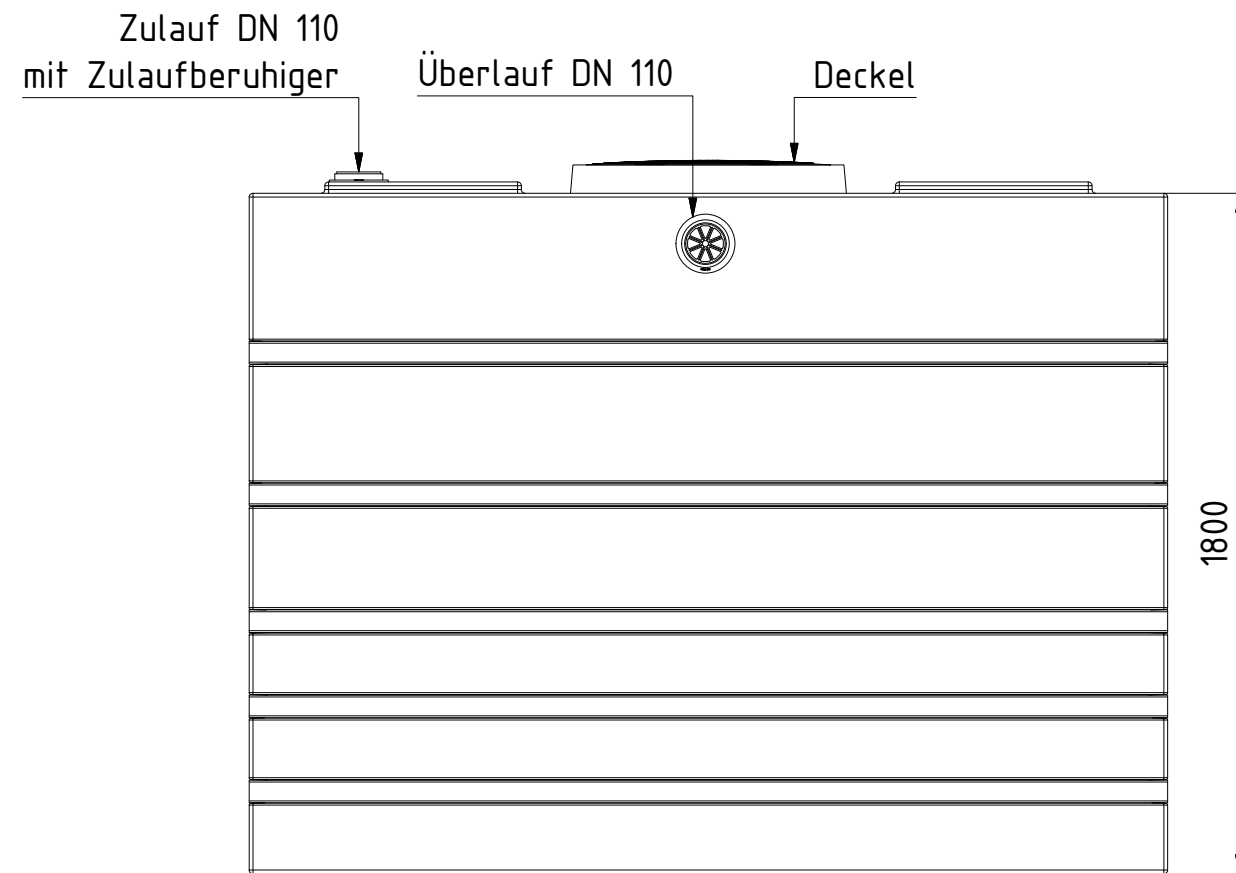 Zulauf DN 110
mit Zulaufberuhiger
Überlauf DN 110
Deckel
1800